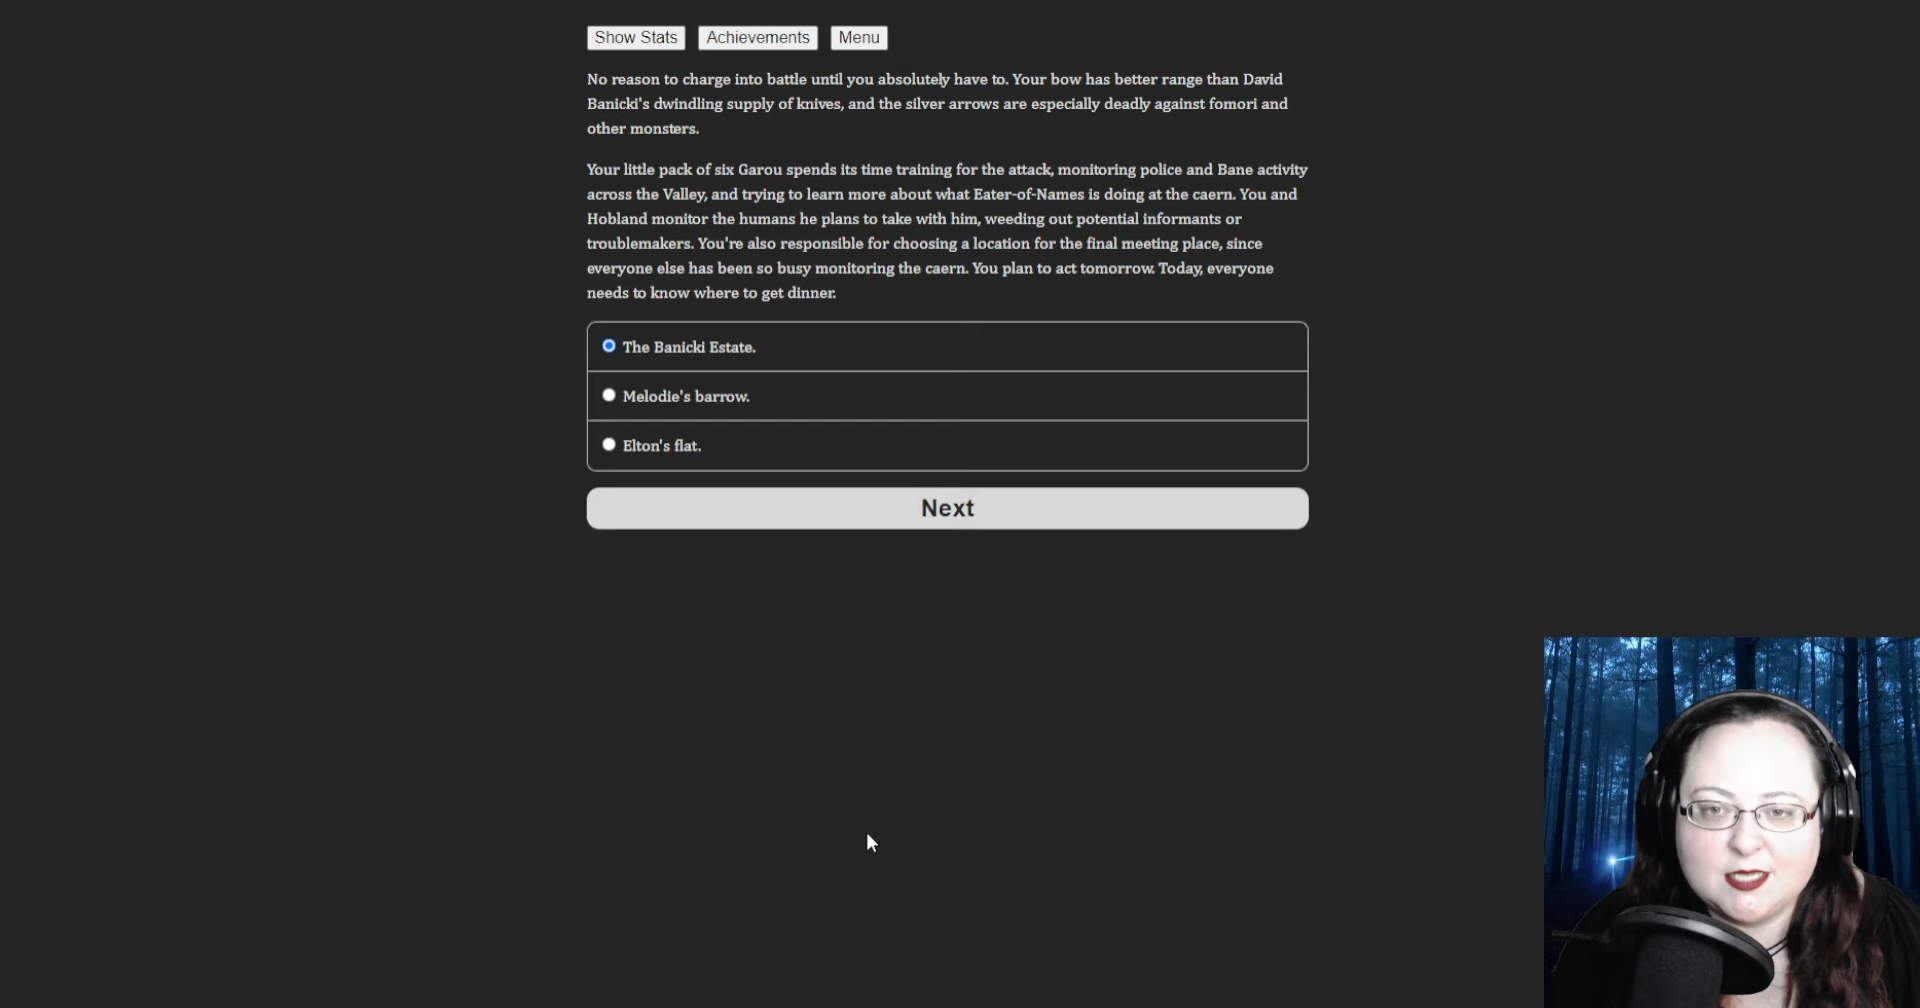 Show Stats Achievements Menu
No reason to charge into battle until you absolutely have to. Your bow has better range than David
Banicki's dwindling supply of knives, and the silver arrows are especially deadly against fomori and
other monsters.
Your little pack of six Garou spends its time training for the attack, monitoring police and Bane activity
across the Valley, and trying to learn more about what Eater-of-Names is doing at the caern. You and
Hobland monitor the humans he plans to take with him, weeding out potential informants or
troublemakers. You're also responsible for choosing a location for the final meeting place, since
everyone else has been so busy monitoring the caern. You plan to act tomorrow. Today, everyone
needs to know where to get dinner.
The Banicki Estate.
Melodie's barrow.
Elton's flat.
Next